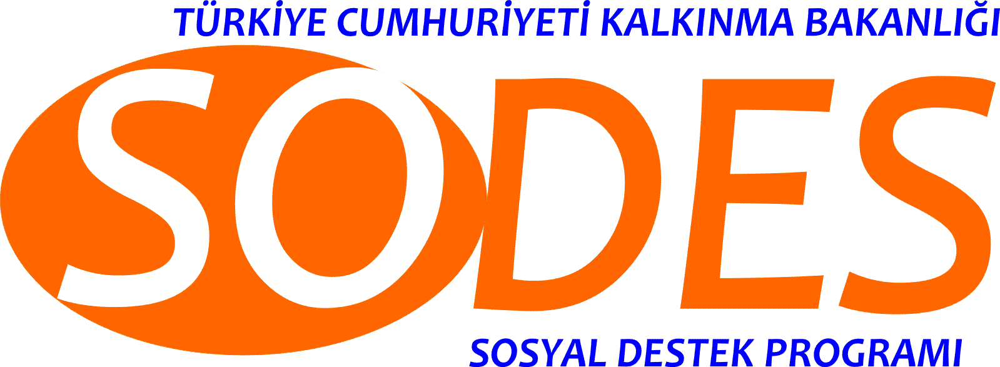 TÜRKİYE CUMHURİYETİ KALKINMA BAKANLIĞI
SODES
SOSYAL DESTEK PROGRAMI